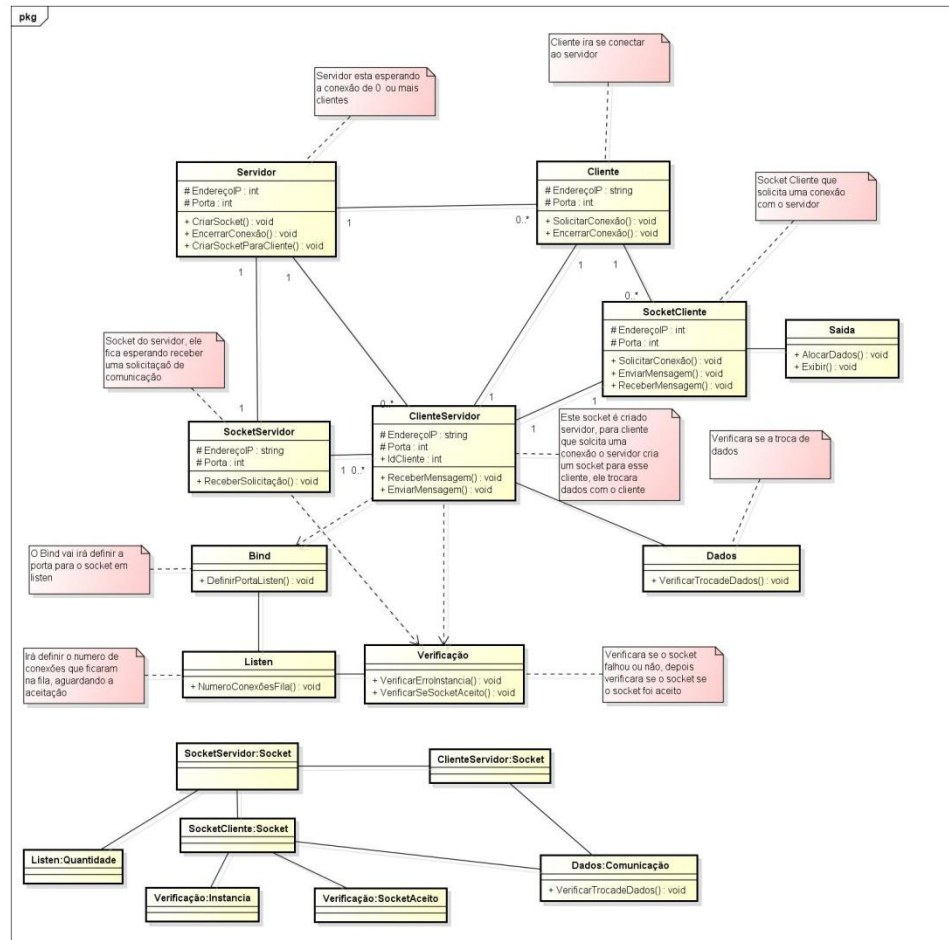 pkg
Cliente ira se conectar
ao servidor
Servidor esta esperando
a conexão de 0 ou mais
clientes
Servidor
# EndereçoIP : int
# Porta : int
+ CriarSocket() : void
+ EncerrarConexão() : void
+ CriarSocketParaCliente() : void
Cliente
# EndereçoIP : string
# Porta : int
+ SolicitarConexão() : void
+ EncerrarConexão() : void
Socket Cliente que
solicita uma conexão
com o servidor
1
0..*
1
1
1
1
0..*
SocketCliente
# EndereçoIP : int
# Porta : int
+ SolicitarConexão() : void
+ EnviarMensagem() : void
+ ReceberMensagem() : void
Saida
+ AlocarDados() : void
+ Exibir() : void
Socket do servidor, ele
fica esperando receber
uma solicitaçaõ de
comunicação
1
0..*
1
1
1
SocketServidor
# EndereçoIP : string
# Porta : int
+ ReceberSolicitação() : void
1
0..*
ClienteServidor
# EndereçoIP : string
# Porta : int
+ IdCliente : int
+ ReceberMensagem() : void
+ EnviarMensagem() : void
Este socket é criado
servidor, para cliente
que solcita uma
conexão o servidor cria
um socket para esse
cliente, ele trocara
dados com o cliente
Verificara se a troca de
dados
O Bind vai irá definir a
porta para o socket em
listen
Bind
+ DefinirPortaListen() : void
Dados
+ VerificarTrocadeDados() : void
Irá definir o numero de
conexões que ficaram
na fila, aguardando a
aceitação
Listen
+ NumeroConexõesFila() : void
Verificação
+ VerificarErroInstancia() : void
+ VerificarSeSocketAceito() : void
Verificara se o socket
falhou ou não, depois
verificara se o socket se
o socket foi aceito
SocketServidor:Socket
ClienteServidor:Socket
SocketCliente:Socket
Listen:Quantidade
Dados:Comunicação
+ VerificarTrocadeDados() : void
Verificação:Instancia
Verificação:SocketAceito